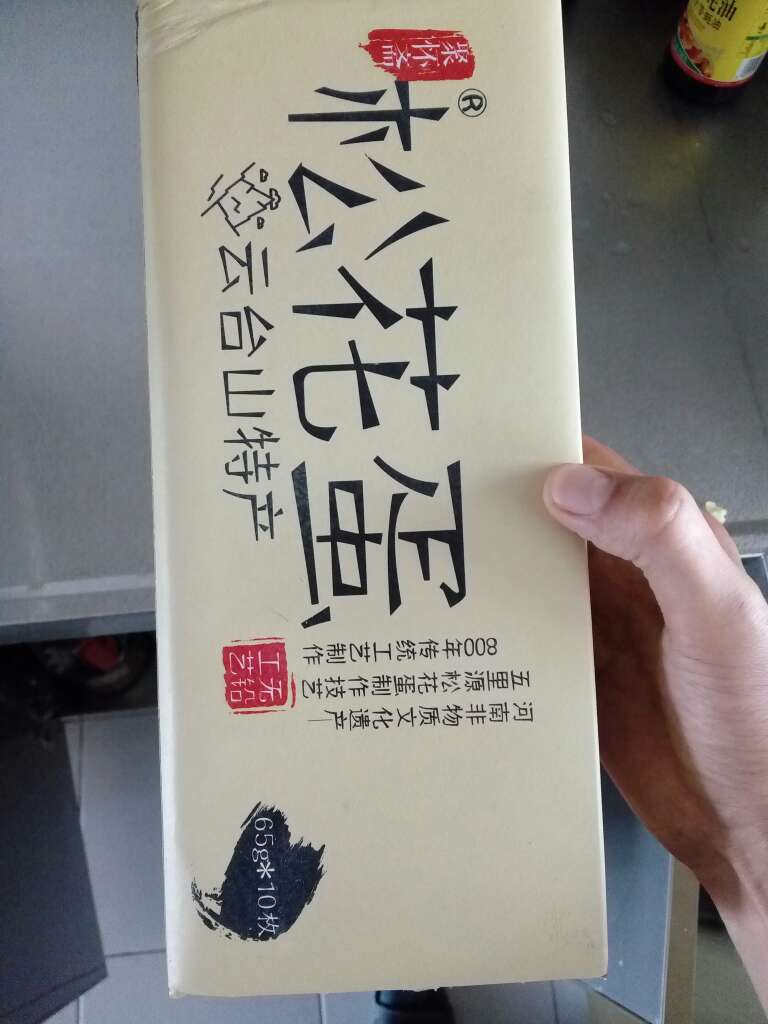 聚怀斋
松花蛋®
云台山特产
800年传统工艺制作
五里源松花蛋制作技艺
河南非物质文化遗产
无铅工艺
65g*10枚